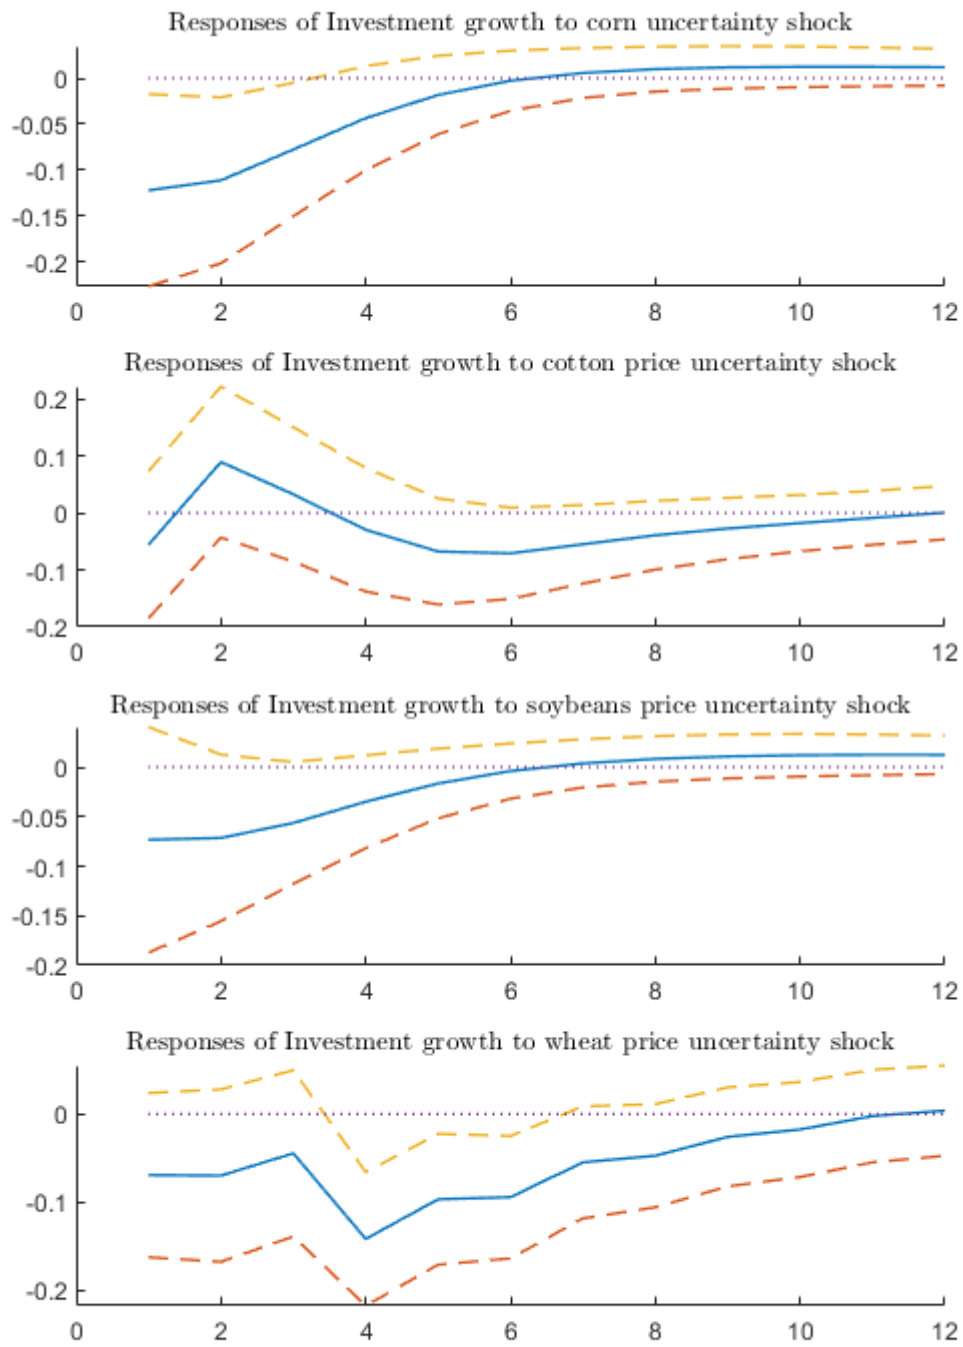 Responses of Investment growth to corn uncertainty shock
0
-0.05
-0.1
-0.15
-0.2
0 2 4 6 8 10 12
Responses of Investment growth to cotton price uncertainty shock
0.2
0.1
0
-0.1
-0.2
0 2 4 6 8 10 12
Responses of Investment growth to soybeans price uncertainty shock
0
-0.05
-0.1
-0.15
-0.2
0 2 4 6 8 10 12
Responses of Investment growth to wheat price uncertainty shock
0
-0.1
-0.2
0 2 4 6 8 10 12